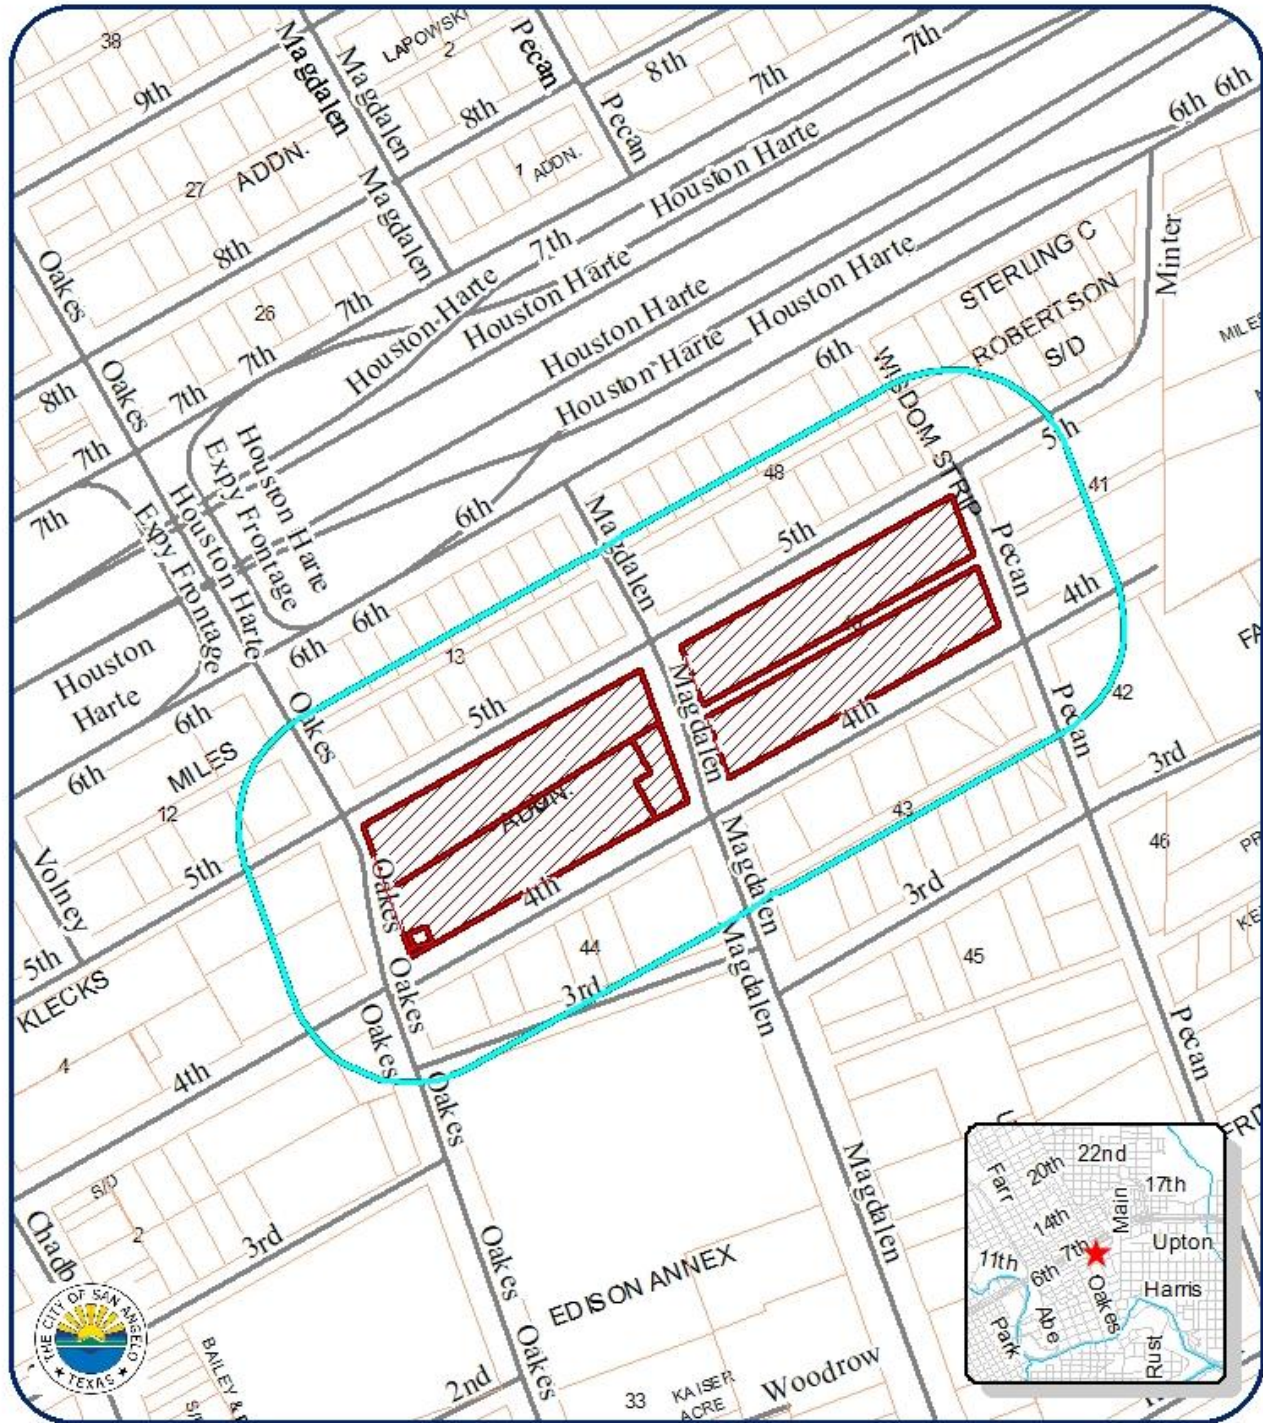 38
LAPOWSKI
2
Magdalen
Magdalen
Pecan
7th
8th
7th
9th
8th
Pecan
6th
6th
ADDN.
27
Magdalen
1
ADDN.
Houston Harte
Oakes
8th
7th
26
7th
Houston Harte
Houston Harte
Houston Harte
Houston Harte
STERLING C
Minter
ROBERTSON
S/D
7th
Oakes
8th
7th
Houston Harte
6th
WISDOM STRIP
5th
7th
7th
Houston Harte
Expy Frontage
Houston Harte
Expy Frontage
6th
Magdalen
48
41
5th
Pecan
4th
Houston
Harte
6th
6th
13
6th
Oakes
5th
Magdalen
4th
Pecan
42
6th
MILES
12
5th
Volney
ADDN.
3rd
43
46
Oakes
4th
Magdalen
3rd
5th
KLECKS
44
Oakes
3rd
Magdalen
45
4
4th
Oakes
Oakes
Pecan
S/D
2
3rd
Magdalen
Oakes
EDISON ANNEX
Oakes
2nd
33
KAISER
ACRE
Woodrow
THE CITY OF SAN ANGELO
TEXAS
Farr
20th
22nd
17th
14th
Main
7th
Upton
11th
6th
Oakes
Harris
Abe
Park
Rust